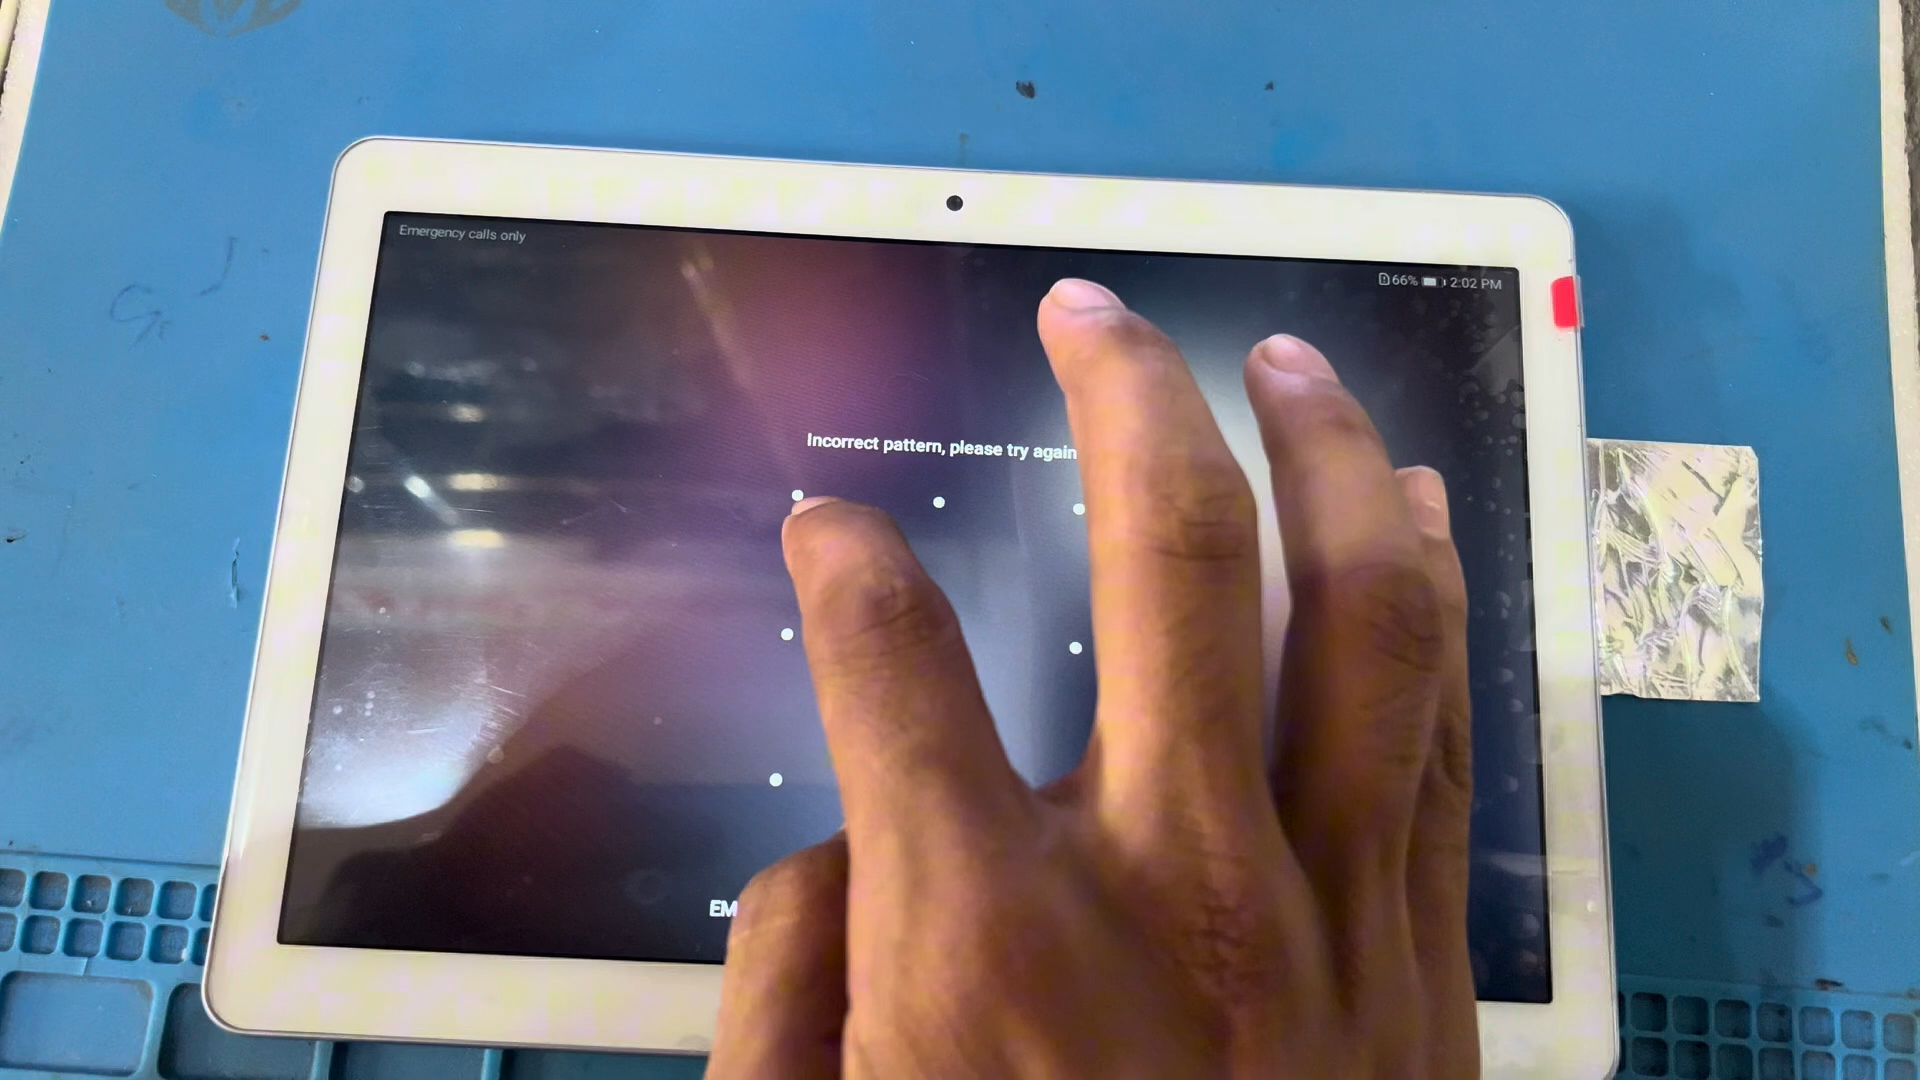 Emergency calls only
66% 2:02 PM
Incorrect pattern, please try again
EM